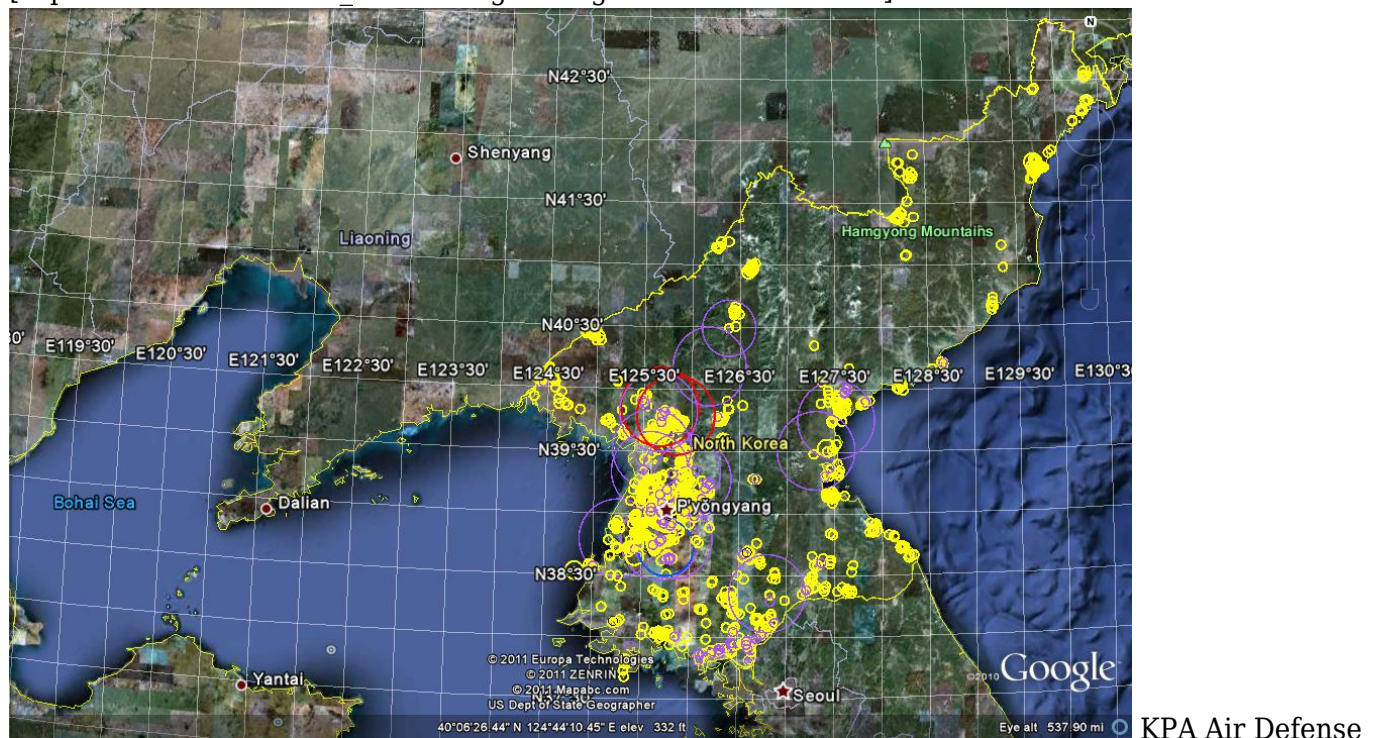 N
N42°30'
Shenyang
N41°30'
Liaoning
Hamgyong Mountains
N40°30'
E119°30'
E120°30'
E121°30'
E122°30'
E123°30'
E124°30'
E125°30'
E126°30'
E127°30'
E128°30'
E129°30'
E130°3
N39°30'
North Korea
Bohai Sea
Dalian
P'yŏngyang
N38°30'
© 2011 Europa Technologies
© 2011 ZENRIN
© 2011 Mapabc.com
US Dept of State Geographer
©2010 Google
Yantai
Seoul
40°06'26.44" N 124°44'10.45" E elev 332 ft
Eye alt 537.90 mi
KPA Air Defense